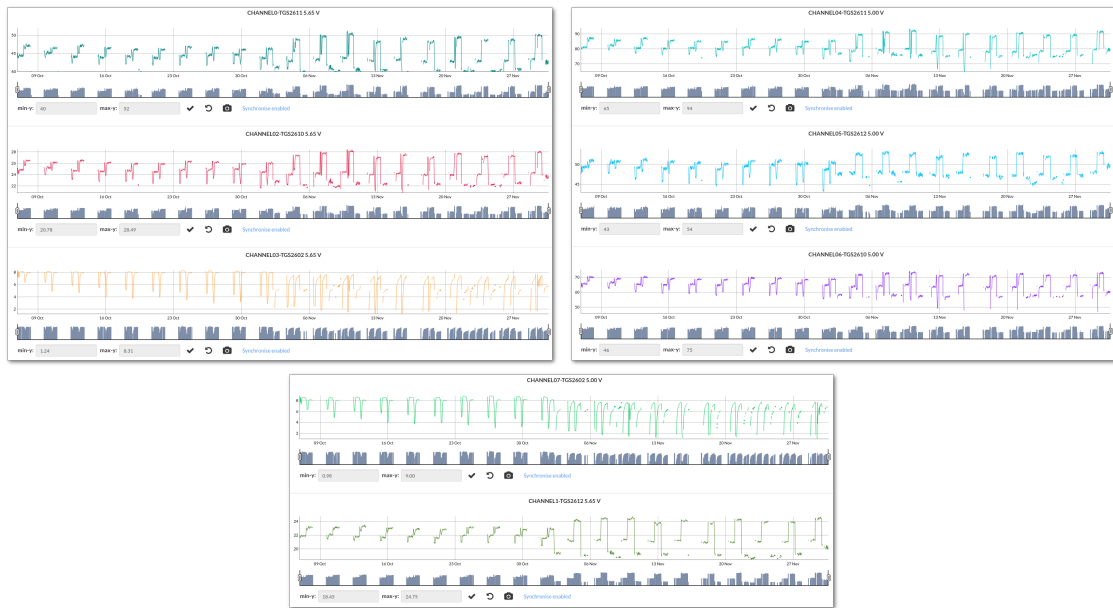 CHANNEL0-TGS2611 5.65 V
50
45
40
09 Oct 16 Oct 23 Oct 30 Oct 06 Nov 13 Nov 20 Nov 27 Nov
min-y: 40 max-y: 52 Synchronise enabled
CHANNEL02-TGS2610 5.65 V
28
26
24
22
09 Oct 16 Oct 23 Oct 30 Oct 06 Nov 13 Nov 20 Nov 27 Nov
min-y: 20.78 max-y: 28.49 Synchronise enabled
CHANNEL03-TGS2602 5.65 V
8
6
4
2
09 Oct 16 Oct 23 Oct 30 Oct 06 Nov 13 Nov 20 Nov 27 Nov
min-y: 1.24 max-y: 8.31 Synchronise enabled
CHANNEL04-TGS2611 5.00 V
90
80
70
09 Oct 16 Oct 23 Oct 30 Oct 06 Nov 13 Nov 20 Nov 27 Nov
min-y: 65 max-y: 94 Synchronise enabled
CHANNEL05-TGS2612 5.00 V
50
45
09 Oct 16 Oct 23 Oct 30 Oct 06 Nov 13 Nov 20 Nov 27 Nov
min-y: 43 max-y: 54 Synchronise enabled
CHANNEL06-TGS2610 5.00 V
70
60
50
09 Oct 16 Oct 23 Oct 30 Oct 06 Nov 13 Nov 20 Nov 27 Nov
min-y: 46 max-y: 75 Synchronise enabled
CHANNEL07-TGS2602 5.00 V
8
6
4
2
09 Oct 16 Oct 23 Oct 30 Oct 06 Nov 13 Nov 20 Nov 27 Nov
min-y: 0.98 max-y: 9.00 Synchronise enabled
CHANNEL1-TGS2612 5.65 V
24
22
20
09 Oct 16 Oct 23 Oct 30 Oct 06 Nov 13 Nov 20 Nov 27 Nov
min-y: 18.45 max-y: 24.73 Synchronise enabled